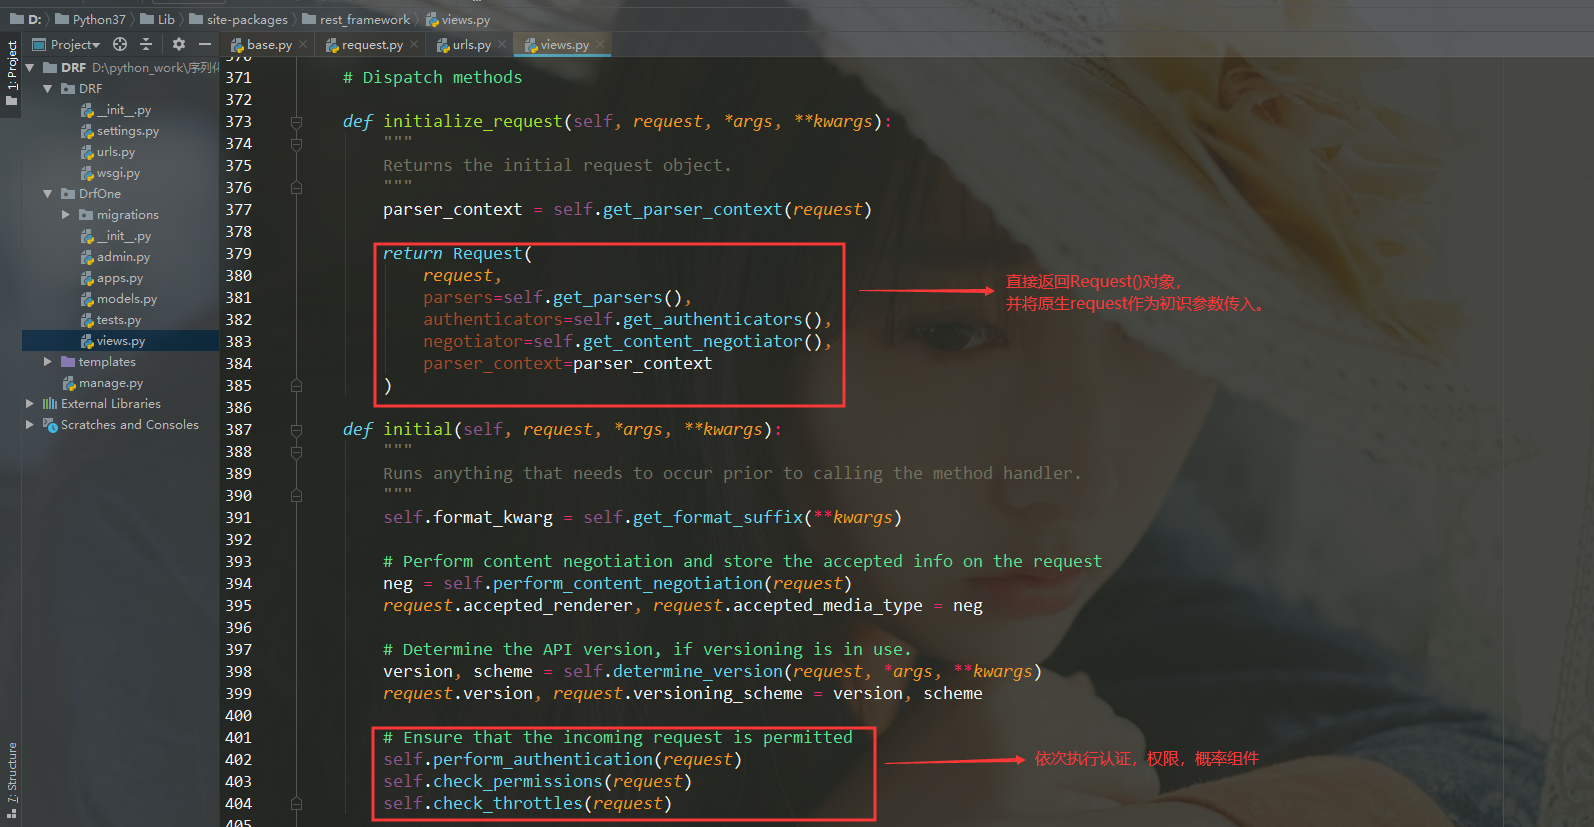 D: Python37 Lib site-packages rest_framework views.py
Project
base.py request.py urls.py views.py
1: Project
7: Structure
DRF D:\python_work\序列化
DRF
__init__.py
settings.py
urls.py
wsgi.py
DrfOne
migrations
__init__.py
admin.py
apps.py
models.py
tests.py
views.py
templates
manage.py
External Libraries
Scratches and Consoles
370
371 # Dispatch methods
372
373 def initialize_request(self, request, *args, **kwargs):
374 """
375 Returns the initial request object.
376 """
377 parser_context = self.get_parser_context(request)
378
379 return Request(
380 request,
381 parsers=self.get_parsers(),
382 authenticators=self.get_authenticators(),
383 negotiator=self.get_content_negotiator(),
384 parser_context=parser_context
385 )
386
直接返回Request()对象，
并将原生request作为初识参数传入。
387 def initial(self, request, *args, **kwargs):
388 """
389 Runs anything that needs to occur prior to calling the method handler.
390 """
391 self.format_kwarg = self.get_format_suffix(**kwargs)
392
393 # Perform content negotiation and store the accepted info on the request
394 neg = self.perform_content_negotiation(request)
395 request.accepted_renderer, request.accepted_media_type = neg
396
397 # Determine the API version, if versioning is in use.
398 version, scheme = self.determine_version(request, *args, **kwargs)
399 request.version, request.versioning_scheme = version, scheme
400
401 # Ensure that the incoming request is permitted
402 self.perform_authentication(request)
403 self.check_permissions(request)
404 self.check_throttles(request)
405
依次执行认证，权限，概率组件